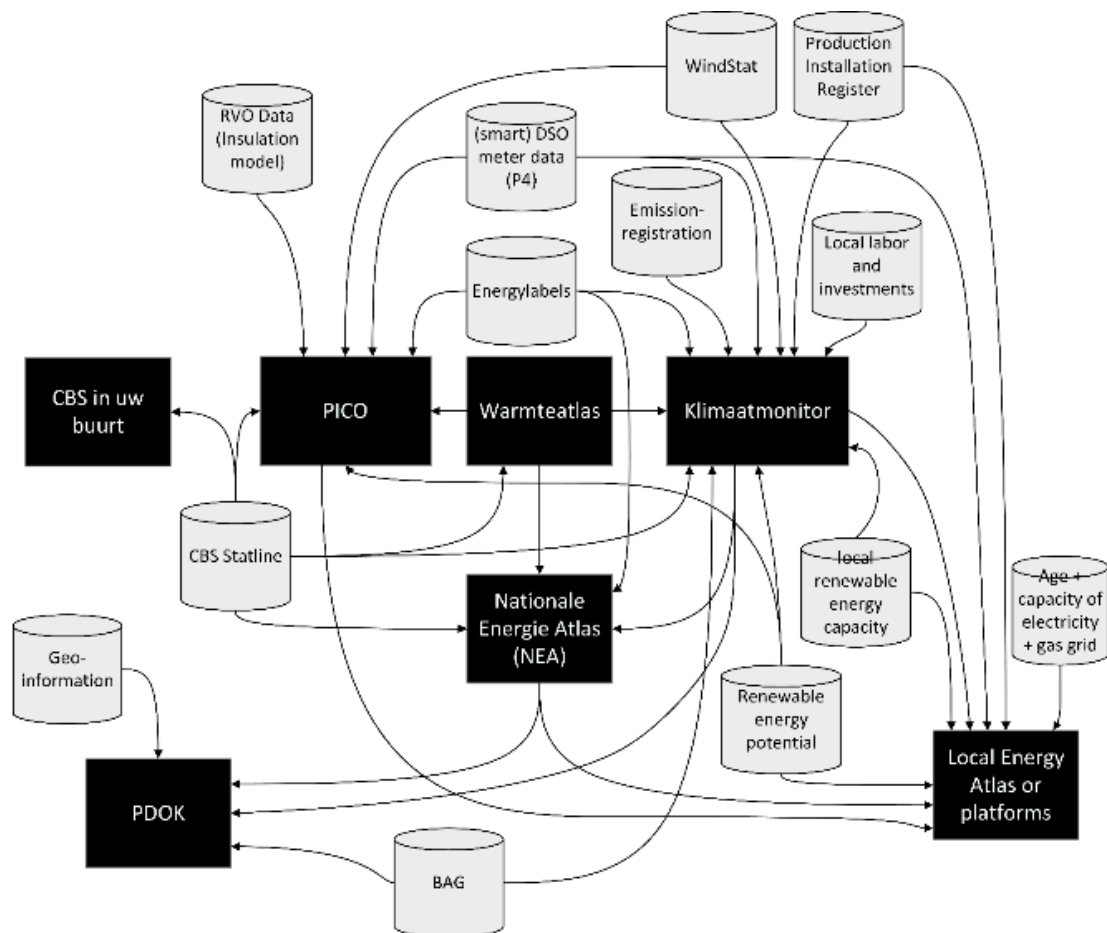 WindStat
Production
Installation
Register
RVO Data
(Insulation
model)
(smart) DSO
meter data
(P4)
Emission-
registration
Local labor
and
investments
Energylabels
CBS in uw
buurt
PICO
Warmteatlas
Klimaatmonitor
CBS Statline
local
renewable
energy
capacity
Age +
capacity of
electricity
+ gas grid
Nationale
Energie Atlas
(NEA)
Geo-
information
Renewable
energy
potential
PDOK
Local Energy
Atlas or
platforms
BAG